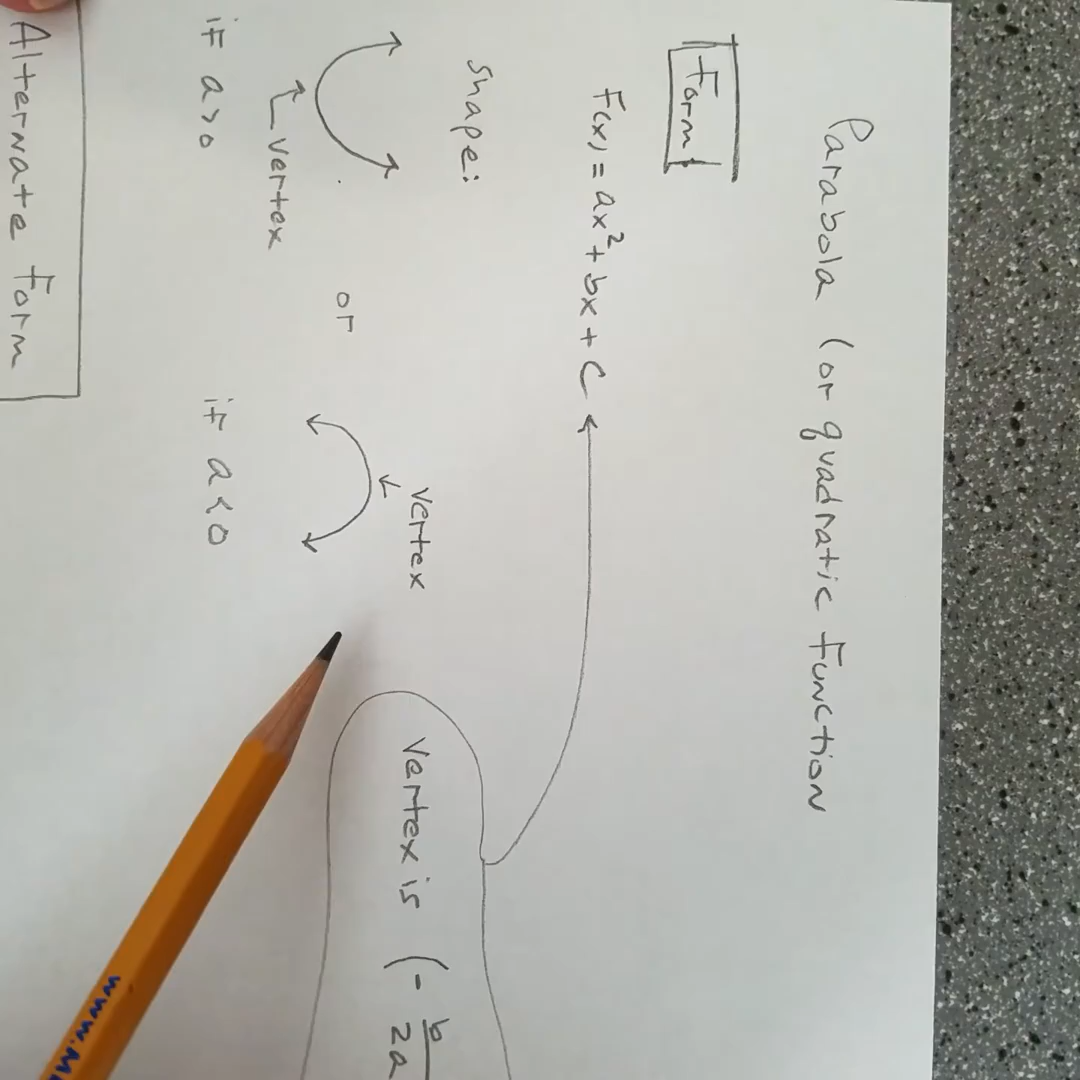 Parabola (or quadratic function
Form
F(x) = ax² + bx + C
Shape:
vertex
or
vertex
if a>0
if a<0
vertex is (- b/2a
Alternate Form
www.M